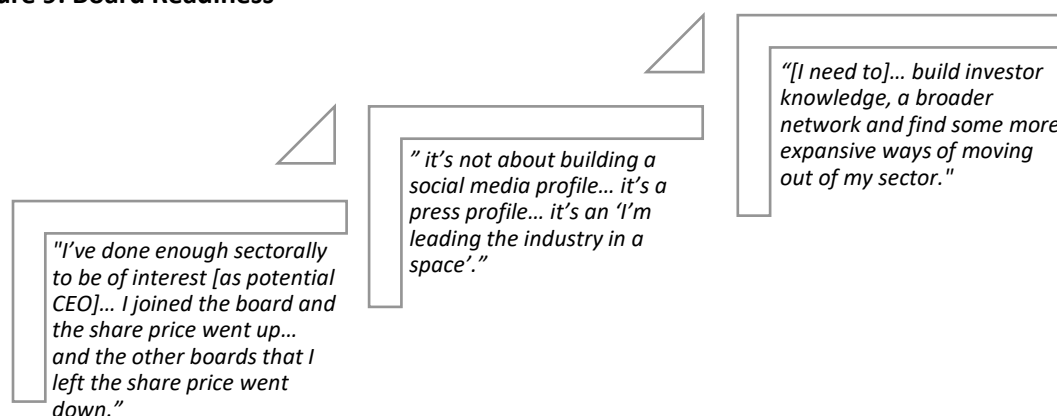 Board Readiness
"I’ve done enough sectorally
to be of interest [as potential
CEO]… I joined the board and
the share price went up…
and the other boards that I
left the share price went
down.”
” it’s not about building a
social media profile… it’s a
press profile… it’s an ‘I’m
leading the industry in a
space’.”
“[I need to]… build investor
knowledge, a broader
network and find some more
expansive ways of moving
out of my sector."